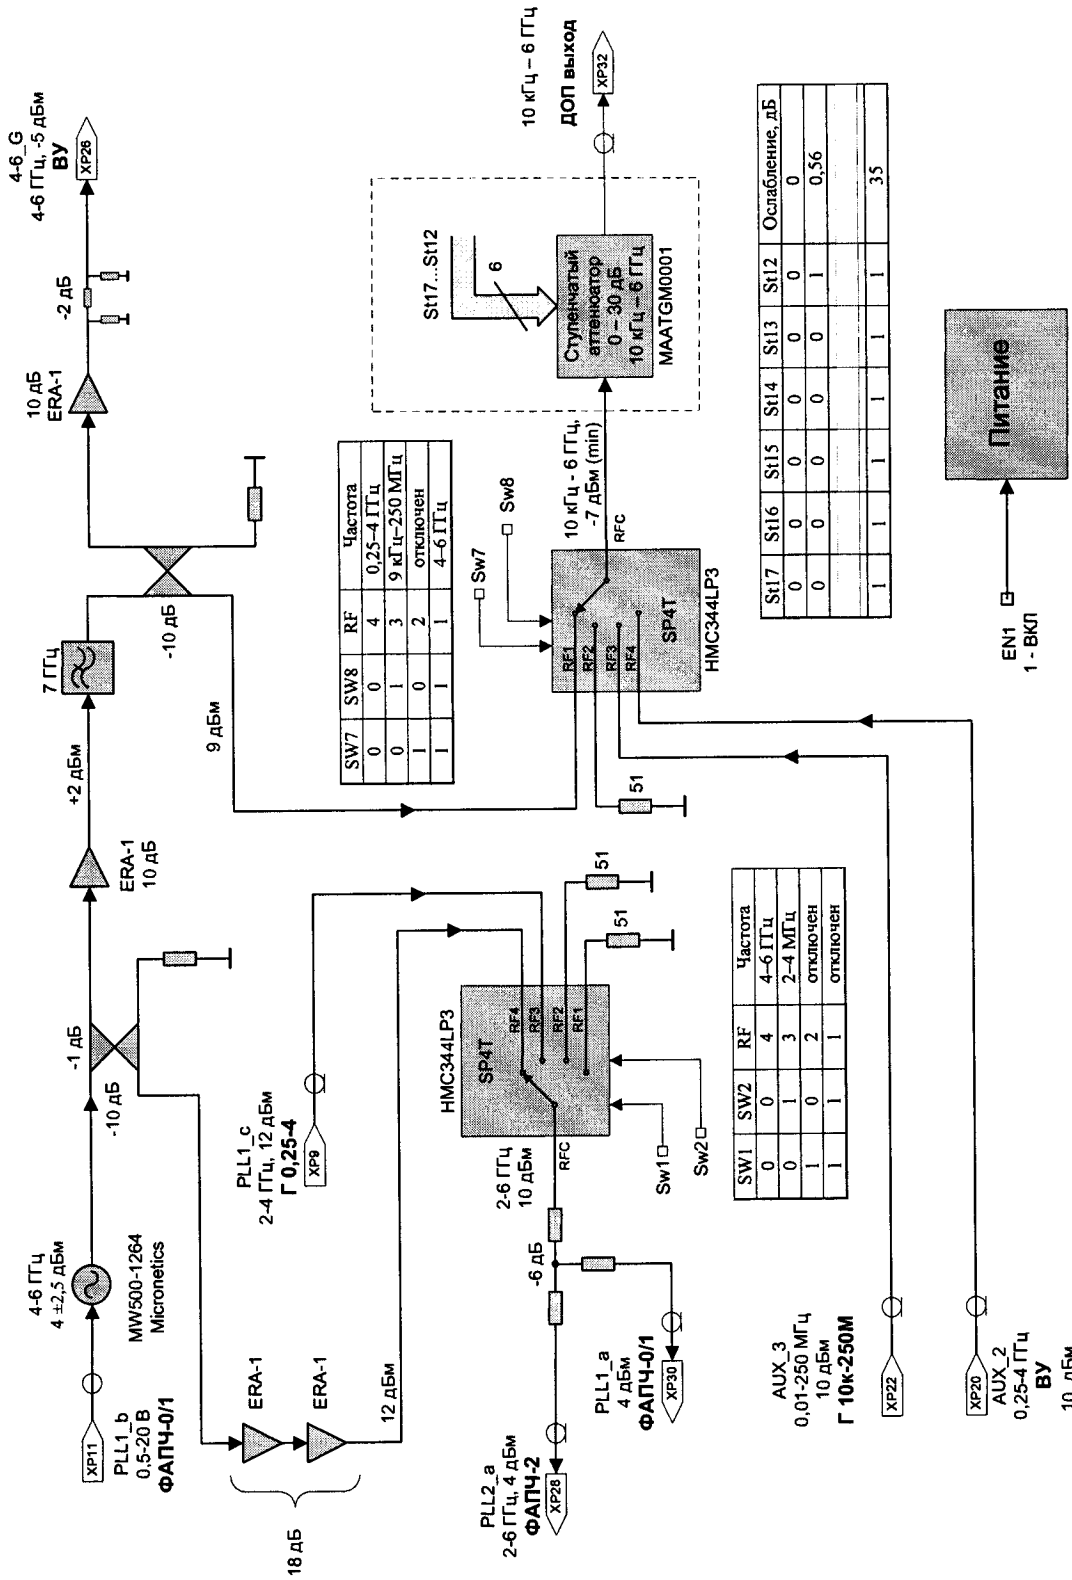 4-6_G
4-6 ГГц, -5 дБм
ВУ
XP26
-2 дБ
10 дБ
ERA-1
7 ГГц
-10 дБ
+2 дБм
9 дБм
ERA-1
10 дБ
-1 дБ
-10 дБ
4-6 ГГц
4 ±2,5 дБм
MW500-1264
Micronetics
XP11
PLL1_b
0,5-20 В
ФАПЧ-0/1
ERA-1
ERA-1
18 дБ
12 дБм
PLL1_c
2-4 ГГц, 12 дБм
Г 0,25-4
XP9
HMC344LP3
SP4T
RF4
RF3
RF2
RF1
RFC
51
51
Sw1
Sw2
2-6 ГГц
10 дБм
-6 дБ
PLL2_a
2-6 ГГц, 4 дБм
ФАПЧ-2
XP28
PLL1_a
4 дБм
ФАПЧ-0/1
XP30
SW1 SW2 RF Частота
0 0 4 4–6 ГГц
0 1 3 2–4 МГц
1 0 2 отключен
1 1 1 отключен
SW7 SW8 RF Частота
0 0 4 0,25–4 ГГц
0 1 3 9 кГц–250 МГц
1 0 2 отключен
1 1 1 4–6 ГГц
Sw7
Sw8
RF1
RF2
RF3
RF4
SP4T
HMC344LP3
RFC
51
10 кГц - 6 ГГц,
-7 дБм (min)
St17...St12
6
Ступенчатый
аттенюатор
0 – 30 дБ
10 кГц – 6 ГГц
MAATGM0001
10 кГц – 6 ГГц
ДОП выход
XP32
AUX_3
0,01-250 МГц
10 дБм
Г 10к-250М
XP22
XP20
AUX_2
0,25-4 ГГц
ВУ
10 дБм
St17 St16 St15 St14 St13 St12 Ослабление, дБ
0 0 0 0 0 0 0
0 0 0 0 0 1 0,56
1 1 1 1 1 1 35
EN1
1 - ВКЛ
Питание